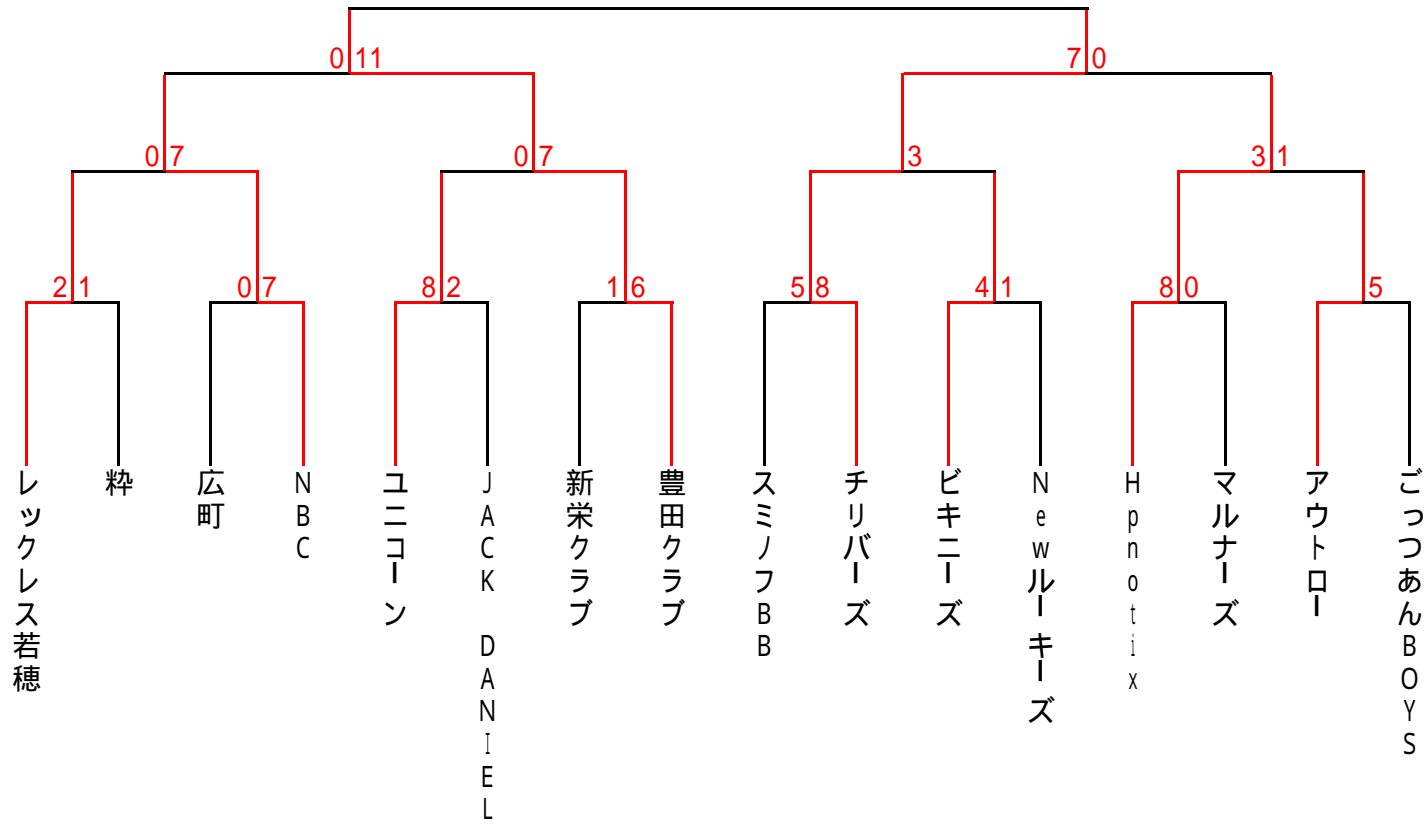 0 11
7 0
0 7
0 7
3
3 1
2 1
0 7
8 2
1 6
5 8
4 1
8 0
5
レックレス若穂
粋
広町
NBC
ユニコーン
JACK DANIEL
新栄クラブ
豊田クラブ
スミノフBB
チリバーズ
ビキニーズ
Newルーキーズ
Hpnotix
マルナーズ
アウトロー
ごっつあんBOYS